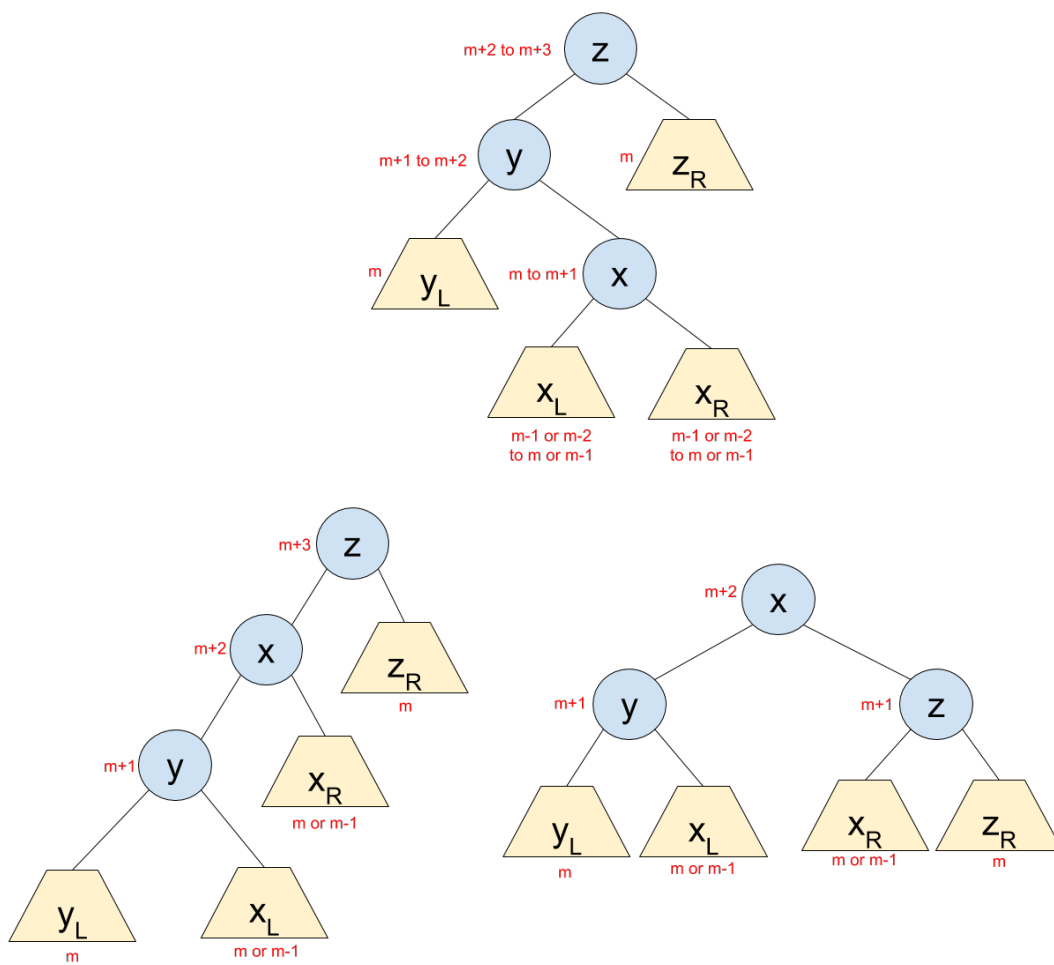 z
m+2 to m+3
y
m+1 to m+2
z_R
m
y_L
m
x
m to m+1
x_L
x_R
m-1 or m-2
to m or m-1
m-1 or m-2
to m or m-1
z
m+3
x
m+2
z_R
m
y
m+1
x_R
m or m-1
y_L
m
x_L
m or m-1
x
m+2
y
m+1
z
m+1
y_L
m
x_L
m or m-1
x_R
m or m-1
z_R
m